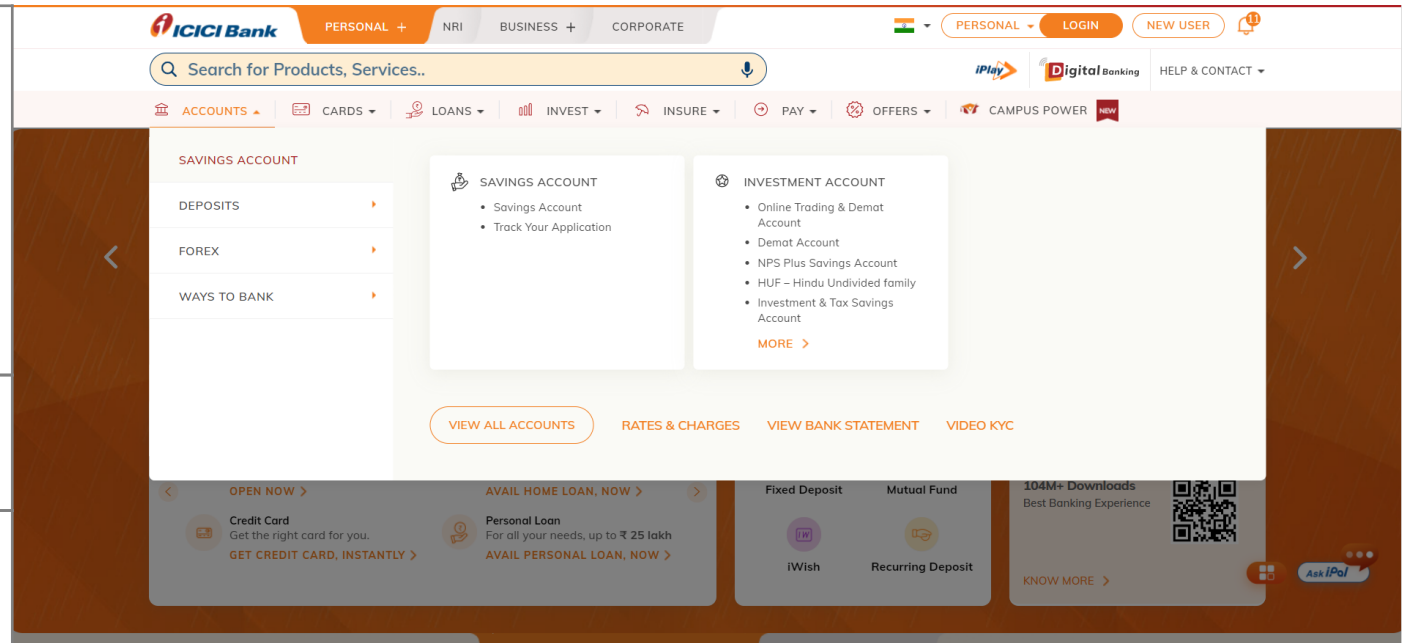 ICICI Bank
PERSONAL +
NRI
BUSINESS +
CORPORATE
PERSONAL
LOGIN
NEW USER
11
Search for Products, Services..
iPlay
Digital Banking
HELP & CONTACT
ACCOUNTS
CARDS
LOANS
INVEST
INSURE
PAY
OFFERS
CAMPUS POWER
NEW
SAVINGS ACCOUNT
DEPOSITS
FOREX
WAYS TO BANK
SAVINGS ACCOUNT
• Savings Account
• Track Your Application
INVESTMENT ACCOUNT
• Online Trading & Demat
Account
• Demat Account
• NPS Plus Savings Account
• HUF – Hindu Undivided family
• Investment & Tax Savings
Account
MORE >
VIEW ALL ACCOUNTS
RATES & CHARGES
VIEW BANK STATEMENT
VIDEO KYC
OPEN NOW >
AVAIL HOME LOAN, NOW >
Credit Card
Get the right card for you.
GET CREDIT CARD, INSTANTLY >
Personal Loan
For all your needs, up to ₹ 25 lakh
AVAIL PERSONAL LOAN, NOW >
Fixed Deposit
Mutual Fund
iWish
Recurring Deposit
104M+ Downloads
Best Banking Experience
KNOW MORE >
Ask iPal